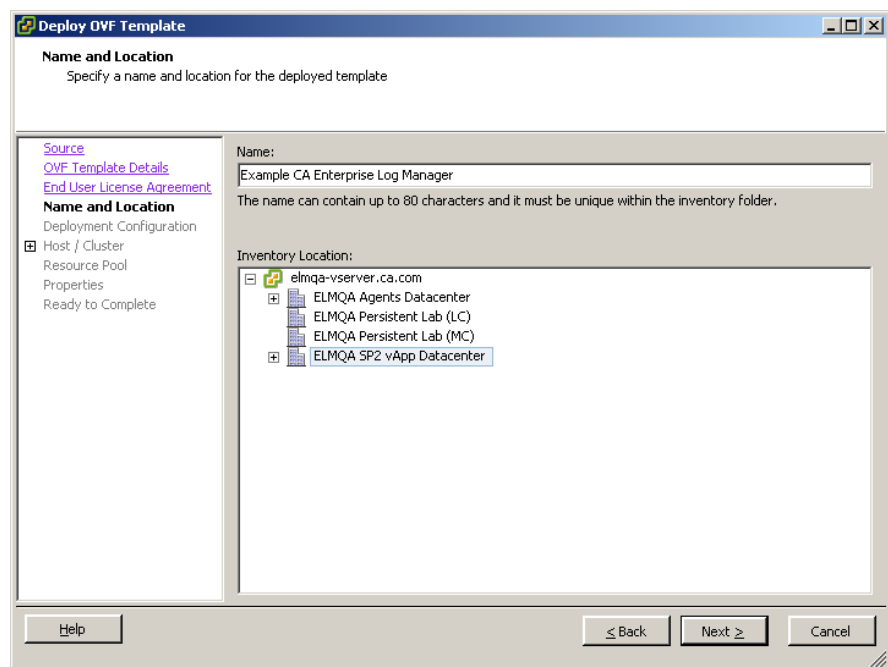 Deploy OVF Template
Name and Location
Specify a name and location for the deployed template
Source
OVF Template Details
End User License Agreement
Name and Location
Deployment Configuration
Host / Cluster
Resource Pool
Properties
Ready to Complete
Name:
Example CA Enterprise Log Manager
The name can contain up to 80 characters and it must be unique within the inventory folder.
Inventory Location:
elmqa-vserver.ca.com
ELMQA Agents Datacenter
ELMQA Persistent Lab (LC)
ELMQA Persistent Lab (MC)
ELMQA SP2 vApp Datacenter
Help
≤ Back
Next ≥
Cancel